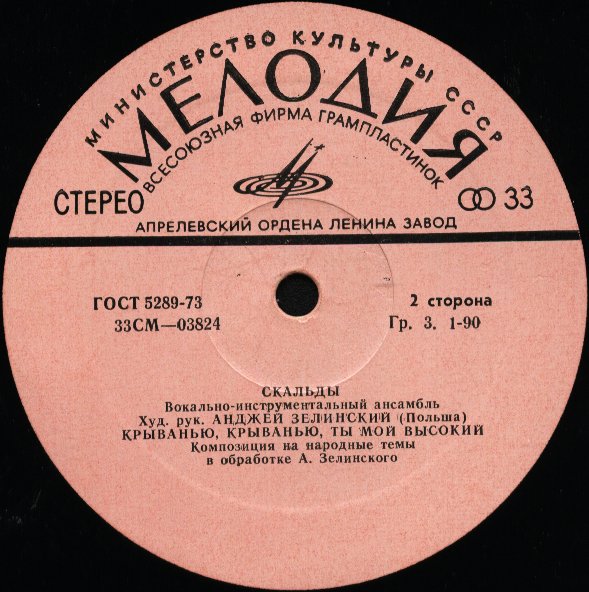 МИНИСТЕРСТВО КУЛЬТУРЫ СССР
МЕЛОДИЯ
ВСЕСОЮЗНАЯ ФИРМА ГРАМПЛАСТИНОК
СТЕРЕО
33
АПРЕЛЕВСКИЙ ОРДЕНА ЛЕНИНА ЗАВОД
ГОСТ 5289-73
2 сторона
33СМ—03824
Гр. 3. 1-90
СКАЛЬДЫ
Вокально-инструментальный ансамбль
Худ. рук. АНДЖЕЙ ЗЕЛИНСКИЙ (Польша)
КРЫВАНЬЮ, КРЫВАНЬЮ, ТЫ МОЙ ВЫСОКИЙ
Композиция на народные темы
в обработке А. Зелинского